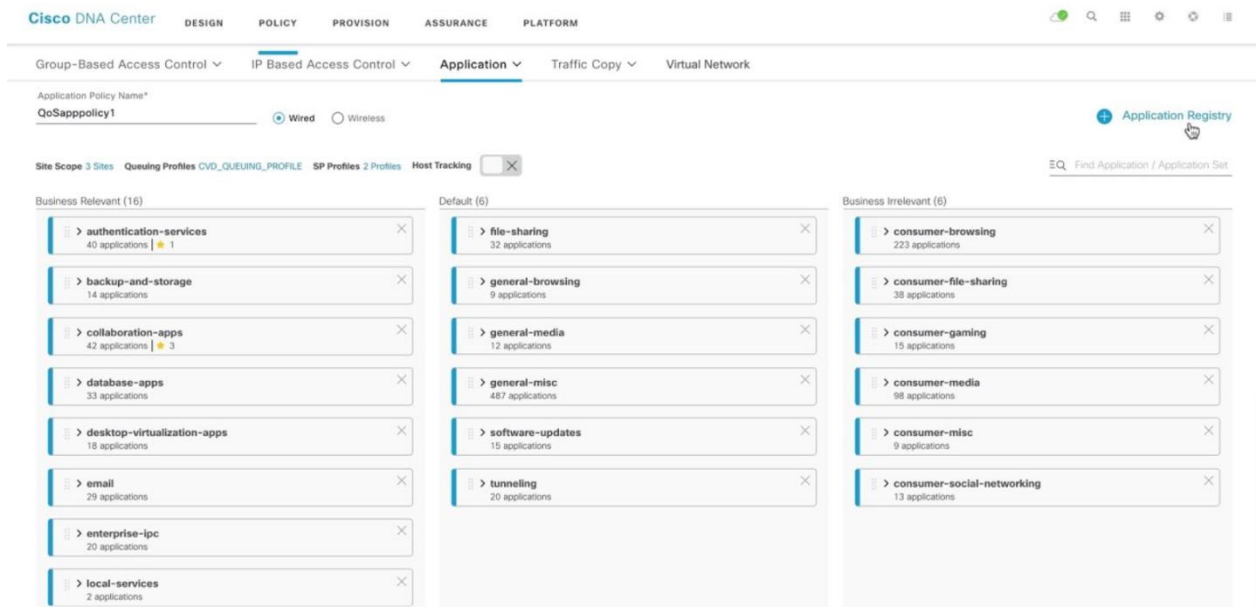 Cisco DNA Center DESIGN POLICY PROVISION ASSURANCE PLATFORM
Group-Based Access Control IP Based Access Control Application Traffic Copy Virtual Network
Application Policy Name*
QoSapppolicy1 Wired Wireless Application Registry
Site Scope 3 Sites Queuing Profiles CVD_QUEUING_PROFILE SP Profiles 2 Profiles Host Tracking Find Application / Application Set
Business Relevant (16)
authentication-services
40 applications 1
backup-and-storage
14 applications
collaboration-apps
42 applications 3
database-apps
33 applications
desktop-virtualization-apps
18 applications
email
29 applications
enterprise-ipc
20 applications
local-services
2 applications
Default (6)
file-sharing
32 applications
general-browsing
9 applications
general-media
12 applications
general-misc
487 applications
software-updates
15 applications
tunneling
20 applications
Business Irrelevant (6)
consumer-browsing
223 applications
consumer-file-sharing
38 applications
consumer-gaming
15 applications
consumer-media
98 applications
consumer-misc
9 applications
consumer-social-networking
13 applications